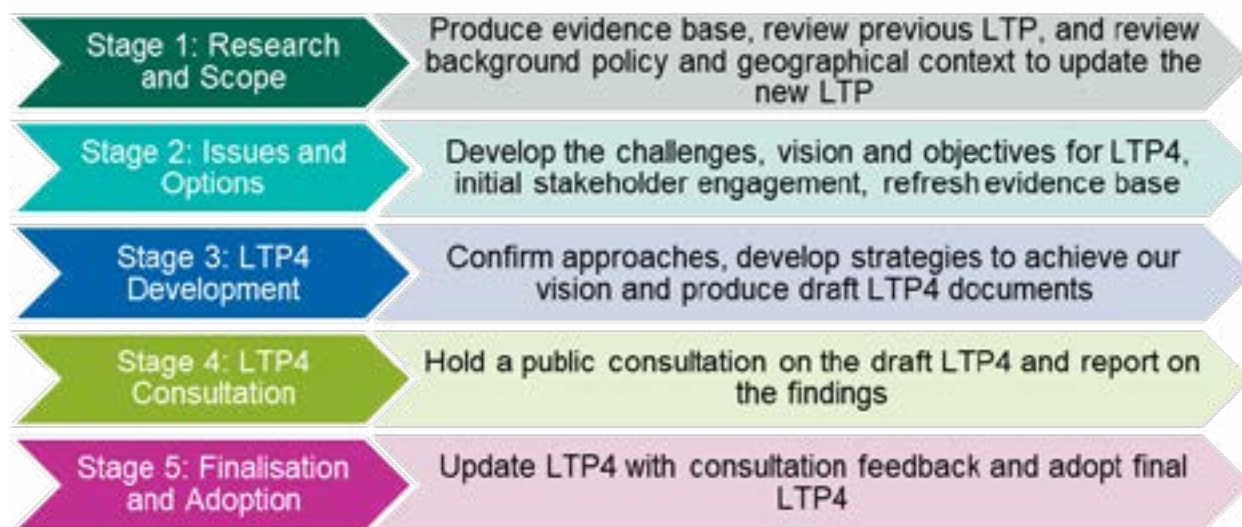 Stage 1: Research
and Scope
Produce evidence base, review previous LTP, and review
background policy and geographical context to update the
new LTP
Stage 2: Issues and
Options
Develop the challenges, vision and objectives for LTP4,
initial stakeholder engagement, refresh evidence base
Stage 3: LTP4
Development
Confirm approaches, develop strategies to achieve our
vision and produce draft LTP4 documents
Stage 4: LTP4
Consultation
Hold a public consultation on the draft LTP4 and report on
the findings
Stage 5: Finalisation
and Adoption
Update LTP4 with consultation feedback and adopt final
LTP4